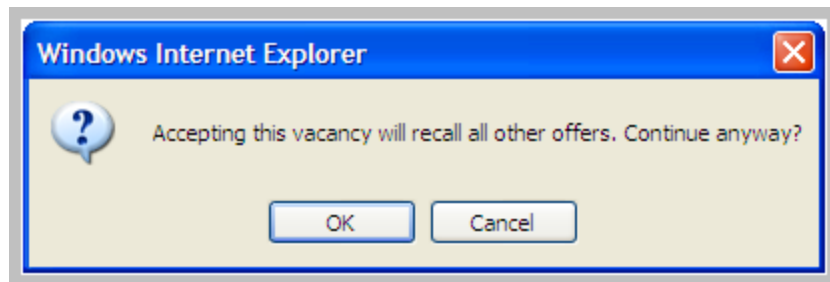 Windows Internet Explorer
Accepting this vacancy will recall all other offers. Continue anyway?
OK
Cancel